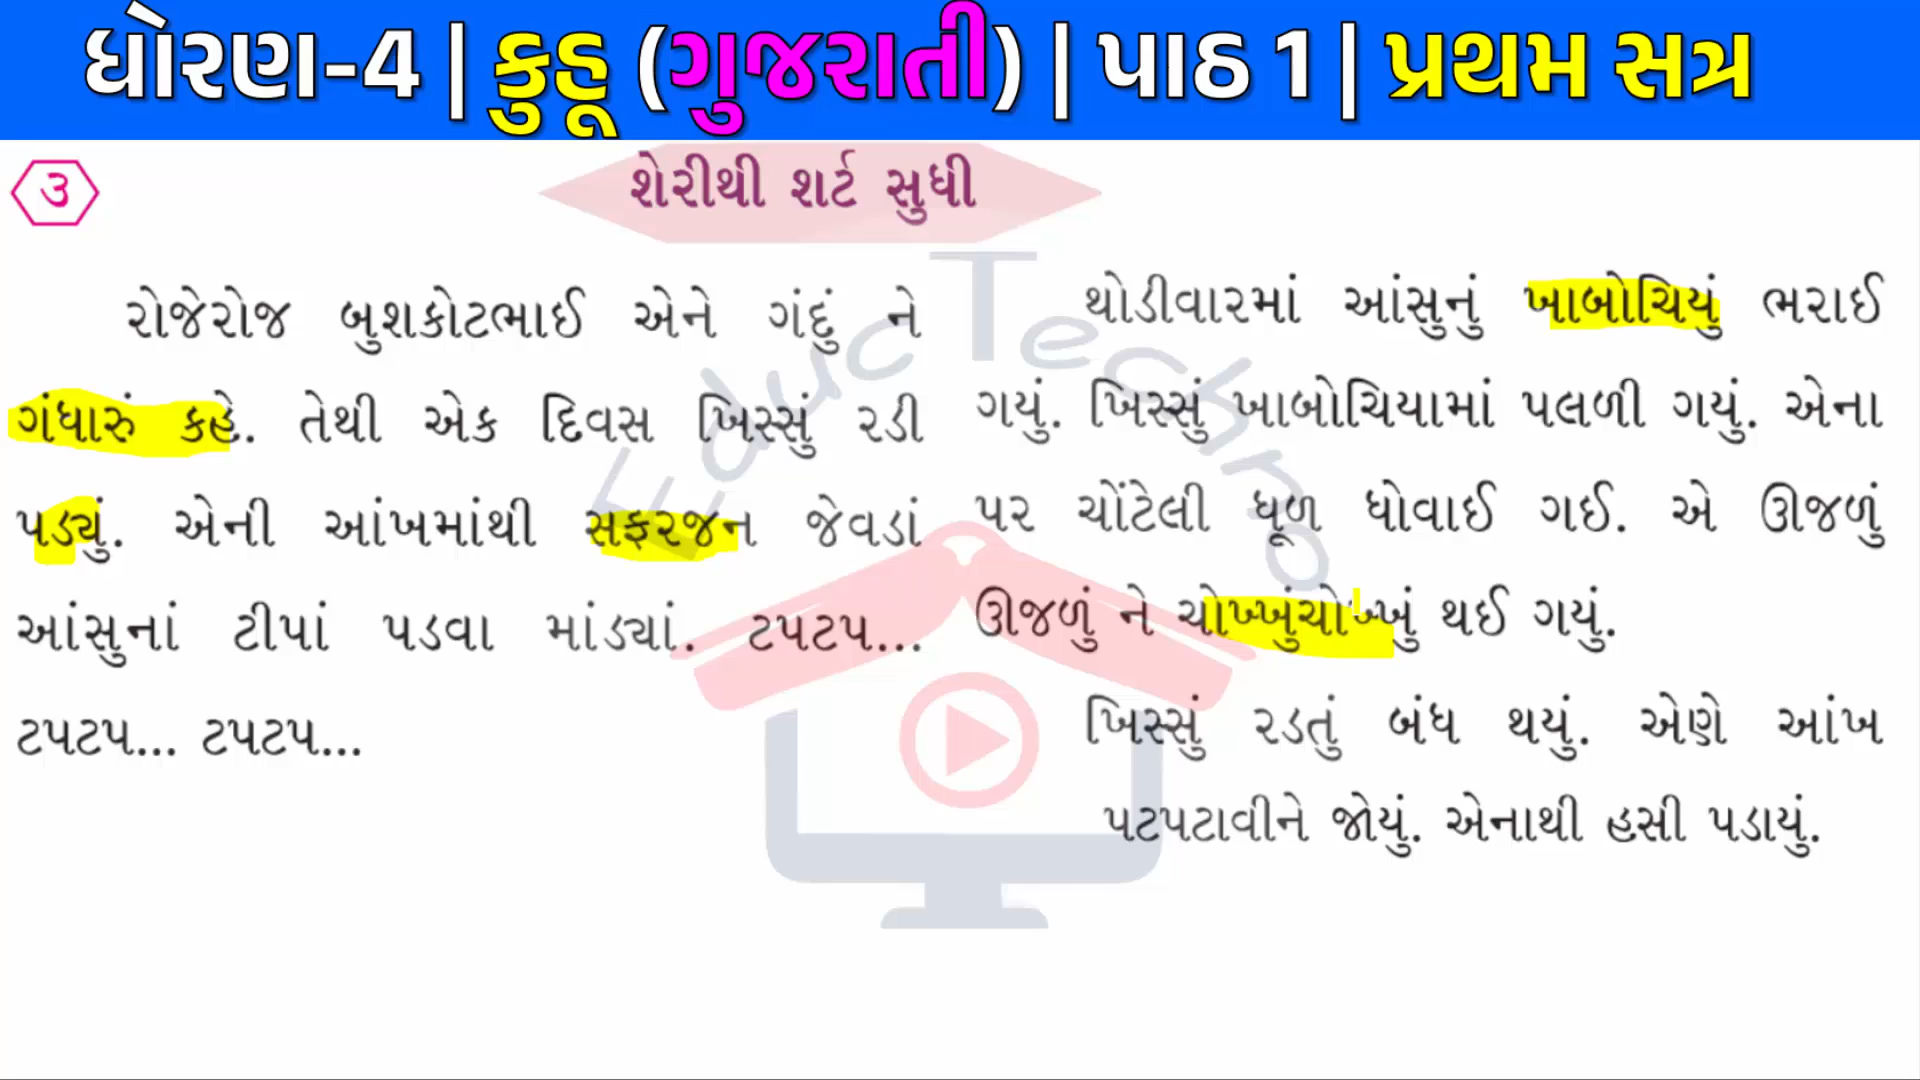 ધોરણ-4 | કુહૂ (ગુજરાતી) | પાઠ 1 | પ્રથમ સત્ર
૩
શેરીથી શર્ટ સુધી
રોજેરોજ બુશકોટભાઈ એને ગંદું ને
ગંધારું કહે. તેથી એક દિવસ ખિસ્સું રડી
પડ્યું. એની આંખમાંથી સફરજન જેવડાં
આંસુનાં ટીપાં પડવા માંડ્યાં. ટપટપ...
ટપટપ... ટપટપ...
થોડીવારમાં આંસુનું ખાબોચિયું ભરાઈ
ગયું. ખિસ્સું ખાબોચિયામાં પલળી ગયું. એના
પર ચોંટેલી ધૂળ ધોવાઈ ગઈ. એ ઊજળું
ઊજળું ને ચોખ્ખુંચોખ્ખું થઈ ગયું.
ખિસ્સું રડતું બંધ થયું. એણે આંખ
પટપટાવીને જોયું. એનાથી હસી પડાયું.
EducTechno